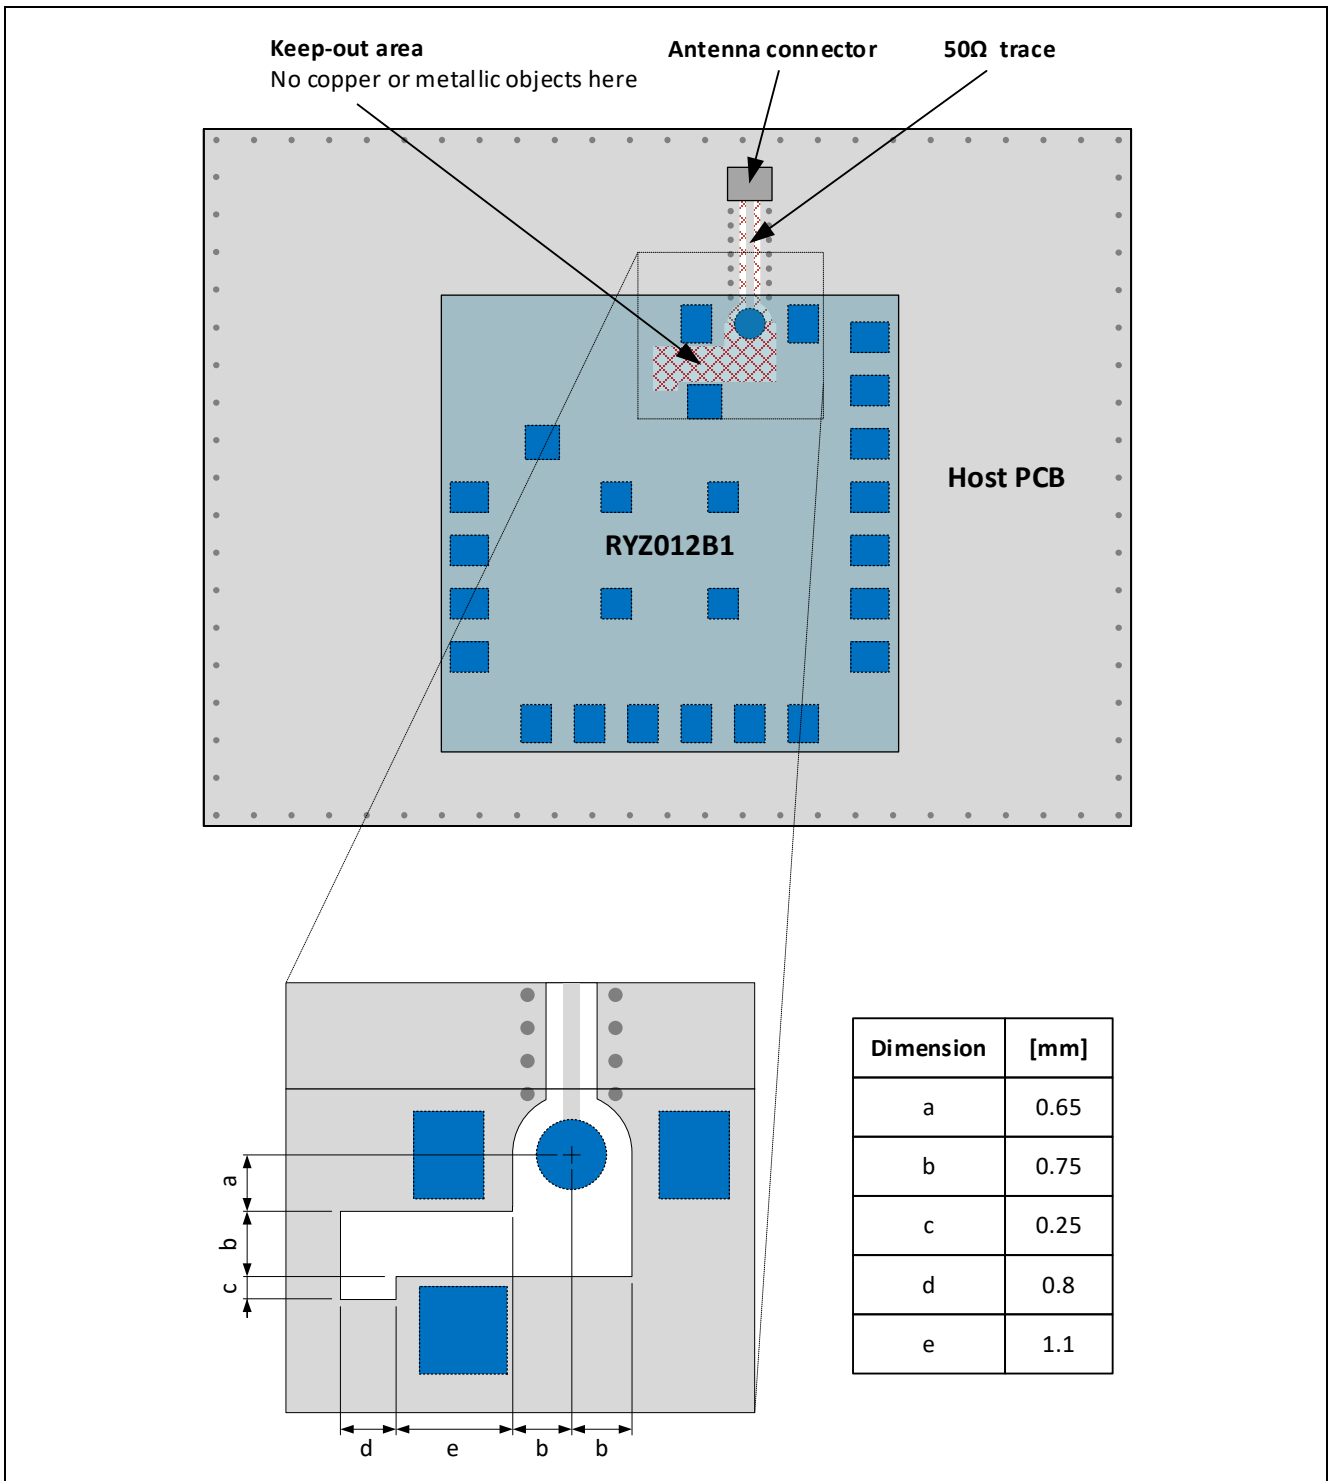 Keep-out area
No copper or metallic objects here
Antenna connector
50Ω trace
Host PCB
RYZ012B1
a
b
c
d
e
b
b
Dimension [mm]
a 0.65
b 0.75
c 0.25
d 0.8
e 1.1